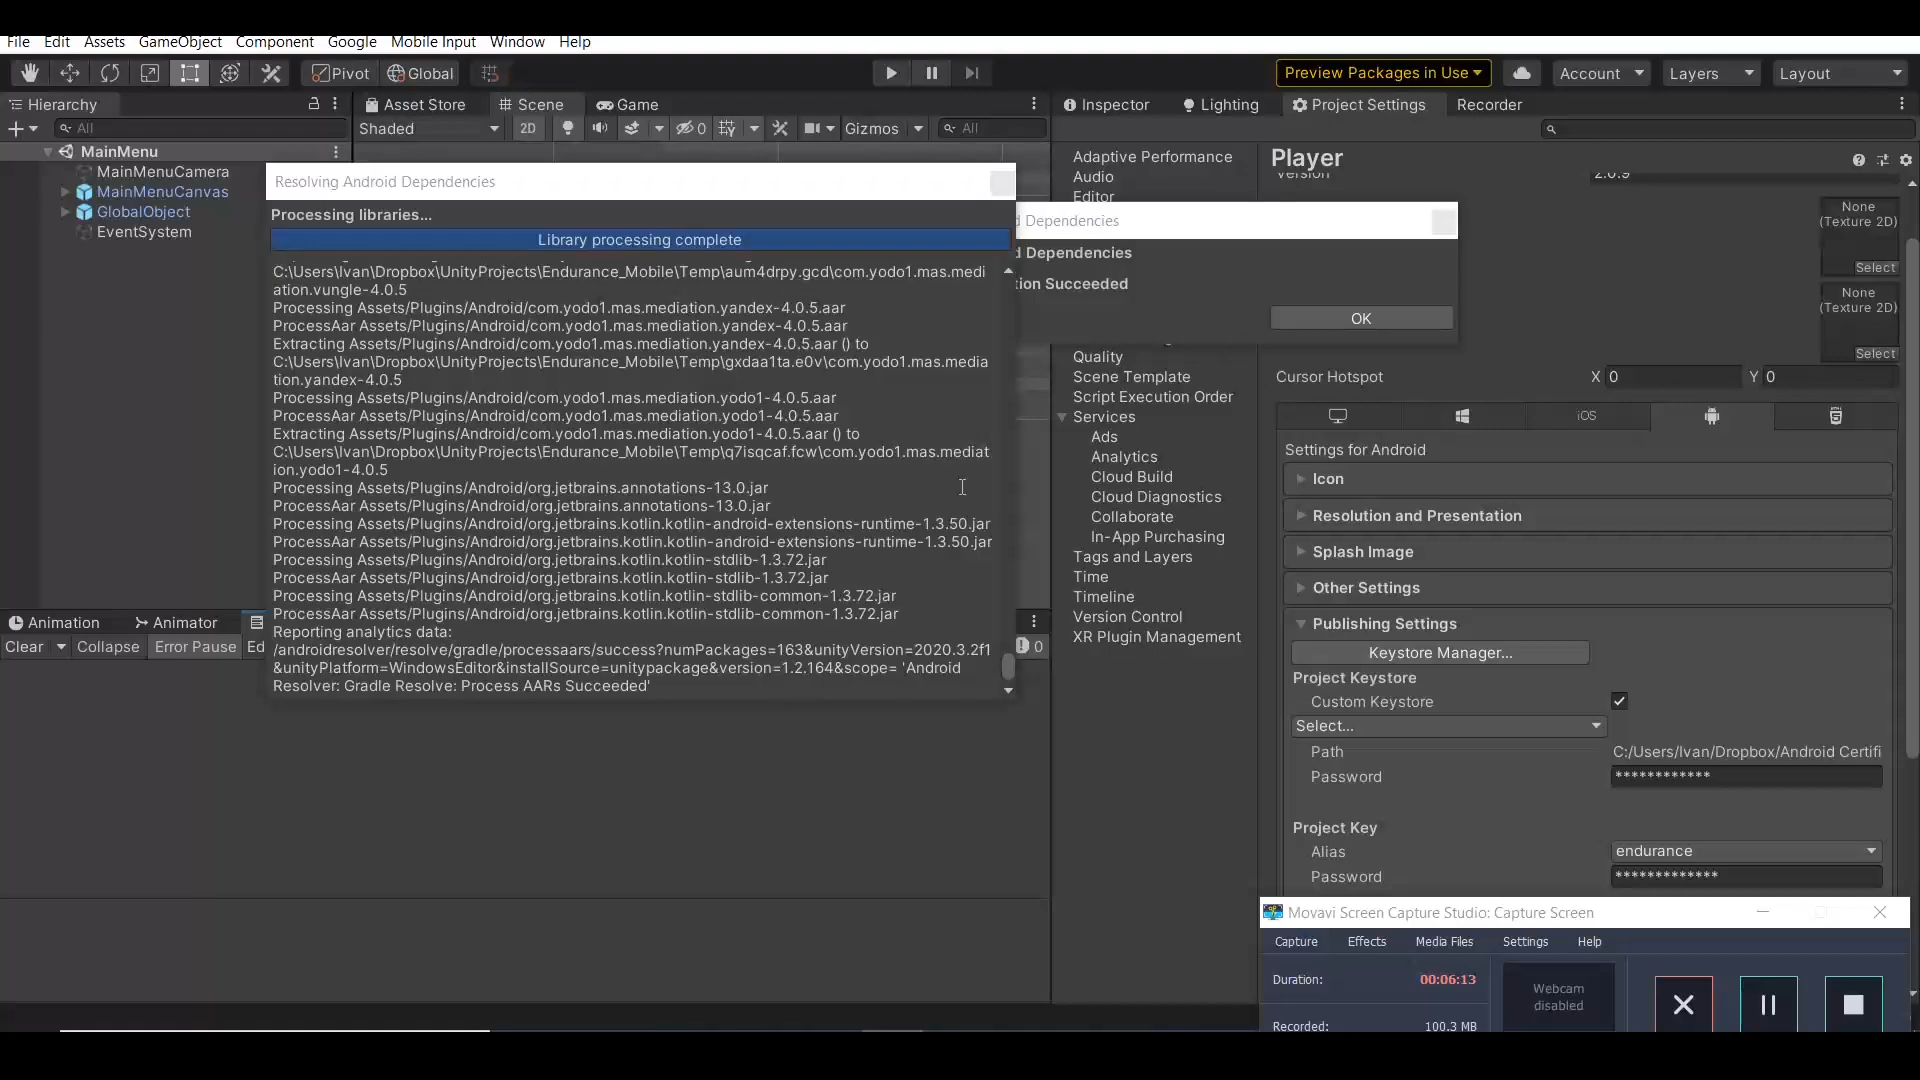 File Edit Assets GameObject Component Google Mobile Input Window Help
Pivot Global
Preview Packages in Use
Account Layers Layout
Hierarchy
All
MainMenu
MainMenuCamera
MainMenuCanvas
GlobalObject
EventSystem
Asset Store Scene Game
Shaded 2D 0 Gizmos All
Resolving Android Dependencies
Processing libraries...
Library processing complete
C:\Users\Ivan\Dropbox\UnityProjects\Endurance_Mobile\Temp\aum4drpy.gcd\com.yodo1.mas.medi
ation.vungle-4.0.5
Processing Assets/Plugins/Android/com.yodo1.mas.mediation.yandex-4.0.5.aar
ProcessAar Assets/Plugins/Android/com.yodo1.mas.mediation.yandex-4.0.5.aar
Extracting Assets/Plugins/Android/com.yodo1.mas.mediation.yandex-4.0.5.aar () to
C:\Users\Ivan\Dropbox\UnityProjects\Endurance_Mobile\Temp\gxdaa1ta.e0v\com.yodo1.mas.media
tion.yandex-4.0.5
Processing Assets/Plugins/Android/com.yodo1.mas.mediation.yodo1-4.0.5.aar
ProcessAar Assets/Plugins/Android/com.yodo1.mas.mediation.yodo1-4.0.5.aar
Extracting Assets/Plugins/Android/com.yodo1.mas.mediation.yodo1-4.0.5.aar () to
C:\Users\Ivan\Dropbox\UnityProjects\Endurance_Mobile\Temp\q7isqcaf.fcw\com.yodo1.mas.mediat
ion.yodo1-4.0.5
Processing Assets/Plugins/Android/org.jetbrains.annotations-13.0.jar
ProcessAar Assets/Plugins/Android/org.jetbrains.annotations-13.0.jar
Processing Assets/Plugins/Android/org.jetbrains.kotlin.kotlin-android-extensions-runtime-1.3.50.jar
ProcessAar Assets/Plugins/Android/org.jetbrains.kotlin.kotlin-android-extensions-runtime-1.3.50.jar
Processing Assets/Plugins/Android/org.jetbrains.kotlin.kotlin-stdlib-1.3.72.jar
ProcessAar Assets/Plugins/Android/org.jetbrains.kotlin.kotlin-stdlib-1.3.72.jar
Processing Assets/Plugins/Android/org.jetbrains.kotlin.kotlin-stdlib-common-1.3.72.jar
ProcessAar Assets/Plugins/Android/org.jetbrains.kotlin.kotlin-stdlib-common-1.3.72.jar
Reporting analytics data:
/androidresolver/resolve/gradle/processaars/success?numPackages=163&unityVersion=2020.3.2f1
&unityPlatform=WindowsEditor&installSource=unitypackage&version=1.2.164&scope= 'Android
Resolver: Gradle Resolve: Process AARs Succeeded'
d Dependencies
d Dependencies
tion Succeeded
OK
Animation Animator
Clear Collapse Error Pause Ed 0
Inspector Lighting Project Settings Recorder
Adaptive Performance
Audio
Editor
Quality
Scene Template
Script Execution Order
Services
Ads
Analytics
Cloud Build
Cloud Diagnostics
Collaborate
In-App Purchasing
Tags and Layers
Time
Timeline
Version Control
XR Plugin Management
Player
Version 2.0.9
None
(Texture 2D)
Select
None
(Texture 2D)
Select
Cursor Hotspot X 0 Y 0
iOS
Settings for Android
Icon
Resolution and Presentation
Splash Image
Other Settings
Publishing Settings
Keystore Manager...
Project Keystore
Custom Keystore
Select...
Path C:/Users/Ivan/Dropbox/Android Certifi
Password ************
Project Key
Alias endurance
Password *************
Movavi Screen Capture Studio: Capture Screen
Capture Effects Media Files Settings Help
Duration: 00:06:13
Webcam
disabled
Recorded: 100.3 MB